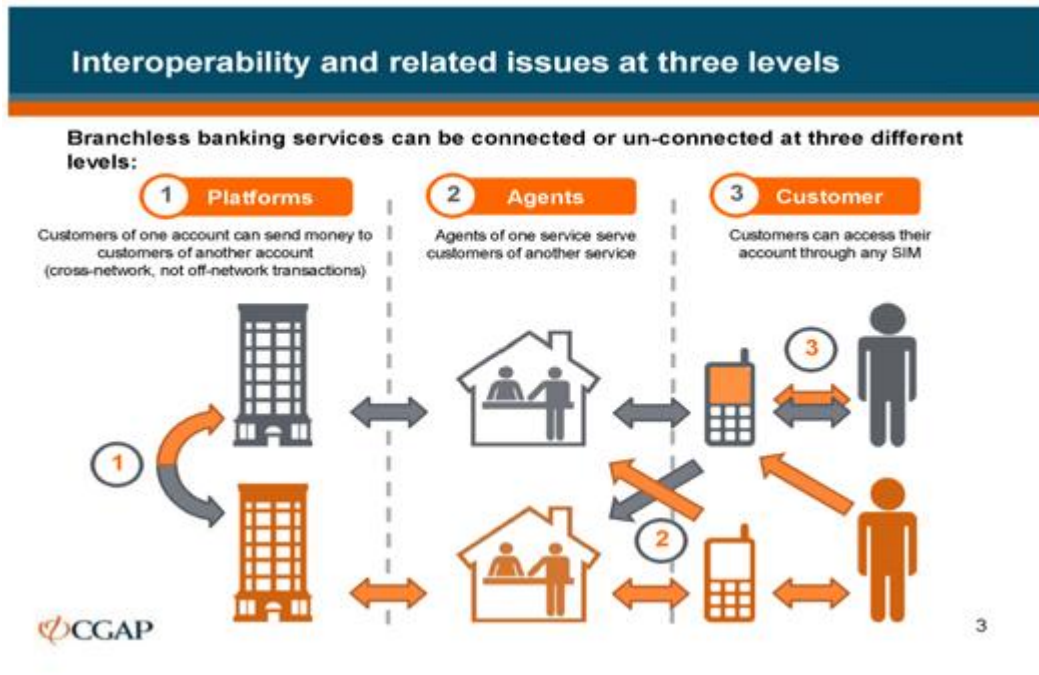 Interoperability and related issues at three levels
Branchless banking services can be connected or un-connected at three different
levels:
1 Platforms
Customers of one account can send money to
customers of another account
(cross-network, not off-network transactions)
2 Agents
Agents of one service serve
customers of another service
3 Customer
Customers can access their
account through any SIM
3
1
2
CGAP
3